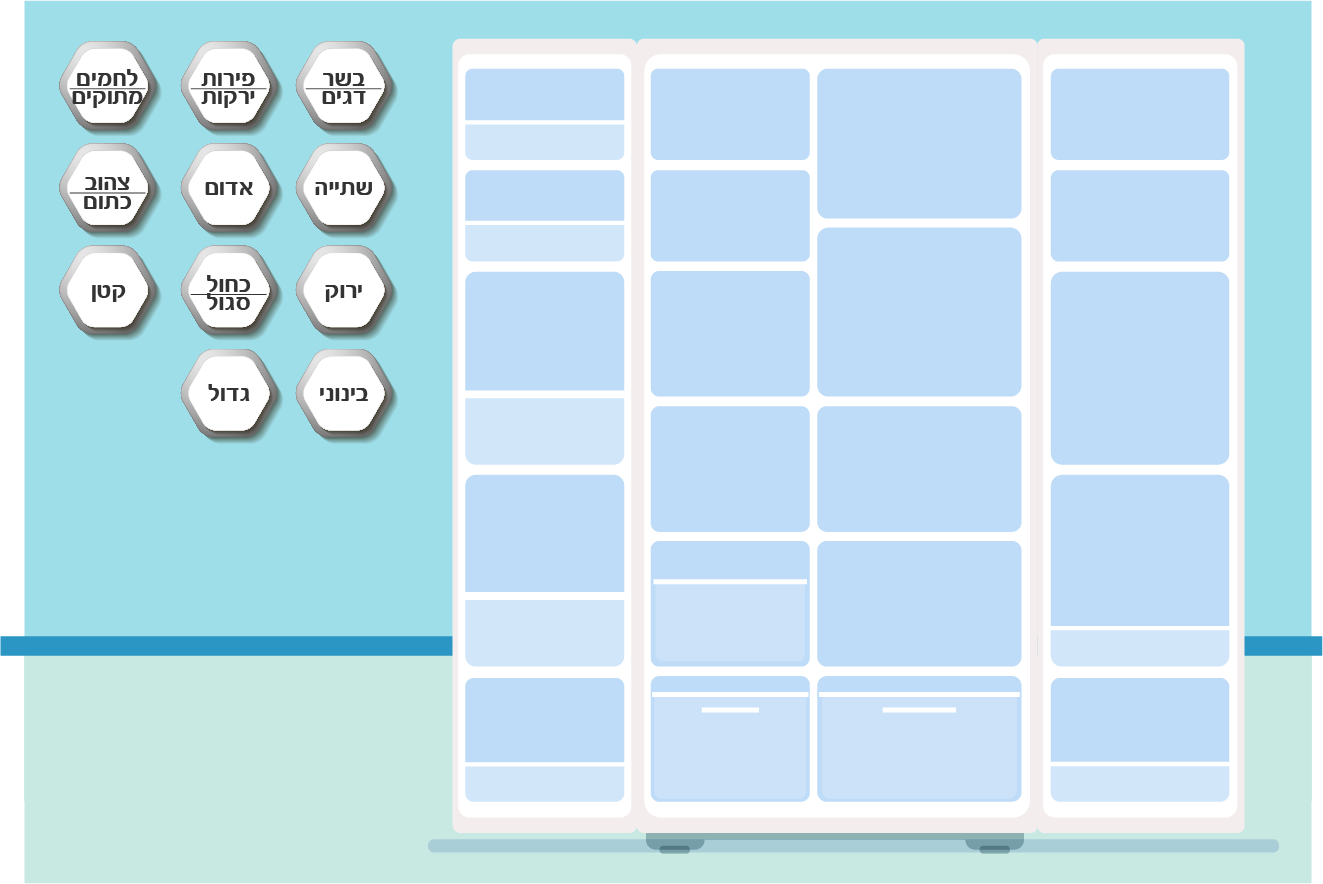 בשר
דגים
פירות
ירקות
לחמים
מתוקים
שתייה
אדום
צהוב
כתום
ירוק
כחול
סגול
קטן
בינוני
גדול